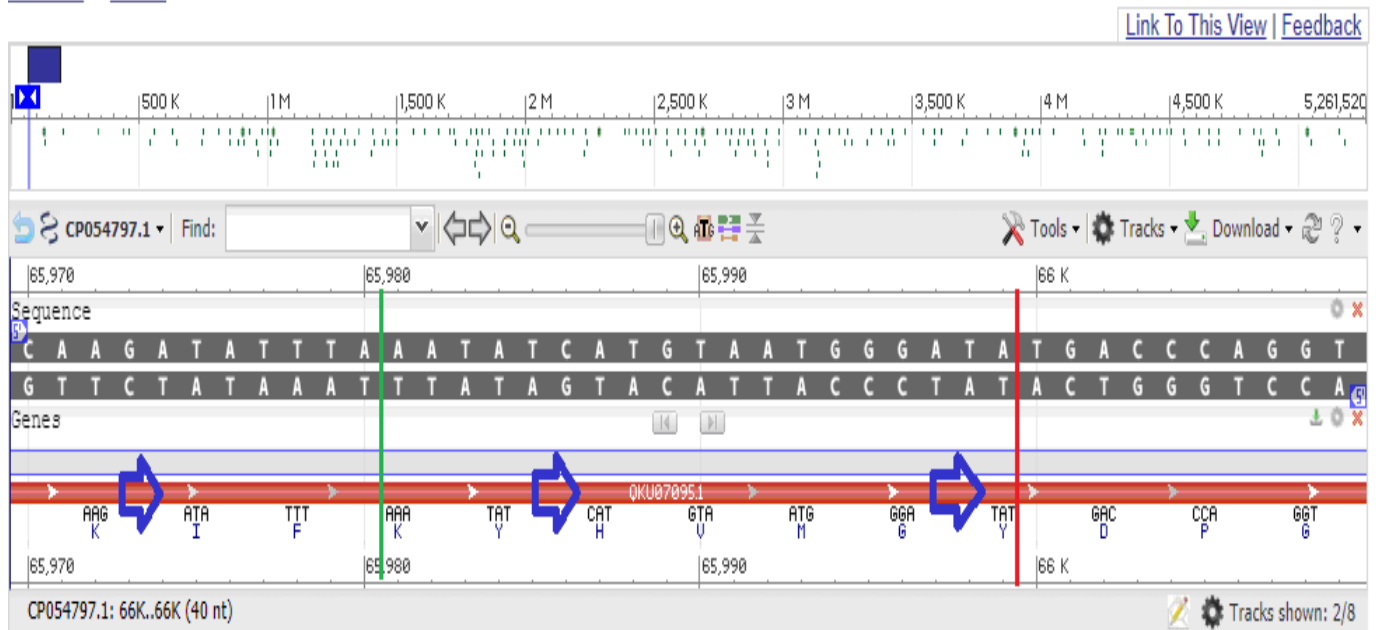 Link To This View | Feedback
500 K 1 M 1,500 K 2 M 2,500 K 3 M 3,500 K 4 M 4,500 K 5,261,520
CP054797.1 Find: ATG Tools Tracks Download ?
65,970 65,980 65,990 66 K
Sequence
5'
C A A G A T A T T T A A A T A T C A T G T A A T G G G A T A T G A C C C A G G T
G T T C T A T A A A T T T A T A G T A C A T T A C C C T A T A C T G G G T C C A
5'
Genes
QKU07095.1
AAG ATA TTT AAA TAT CAT GTA ATG GGA TAT GAC CCA GGT
K I F K Y H V M G Y D P G
65,970 65,980 65,990 66 K
CP054797.1: 66K..66K (40 nt) Tracks shown: 2/8